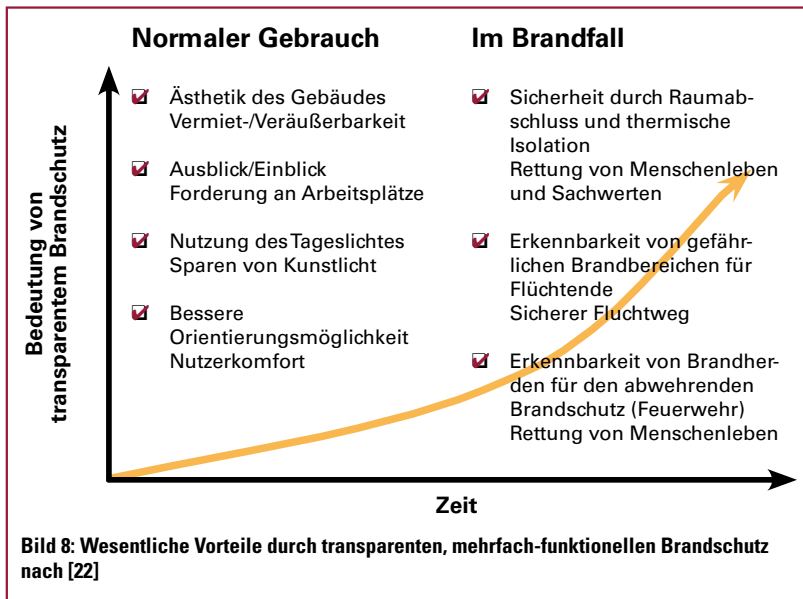 Normaler Gebrauch
Ästhetik des Gebäudes
Vermiet-/Veräußerbarkeit
Ausblick/Einblick
Forderung an Arbeitsplätze
Nutzung des Tageslichtes
Sparen von Kunstlicht
Bessere
Orientierungsmöglichkeit
Nutzerkomfort
Im Brandfall
Sicherheit durch Raumab-
schluss und thermische
Isolation
Rettung von Menschenleben
und Sachwerten
Erkennbarkeit von gefähr-
lichen Brandbereichen für
Flüchtende
Sicherer Fluchtweg
Erkennbarkeit von Brandher-
den für den abwehrenden
Brandschutz (Feuerwehr)
Rettung von Menschenleben
Bedeutung von
transparentem Brandschutz
Zeit
Bild 8: Wesentliche Vorteile durch transparenten, mehrfach-funktionellen Brandschutz
nach [22]